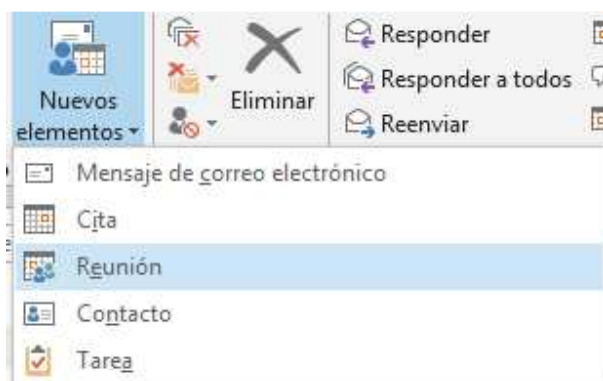 Responder
Responder a todos
Reenviar
Nuevos
elementos
Eliminar
Mensaje de correo electrónico
Cita
Reunión
Contacto
Tarea